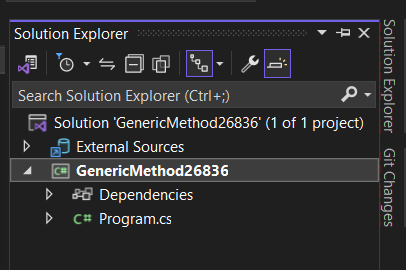 Solution Explorer
Search Solution Explorer (Ctrl+;)
Solution 'GenericMethod26836' (1 of 1 project)
External Sources
C# GenericMethod26836
Dependencies
C# Program.cs
Solution Explorer
Git Changes